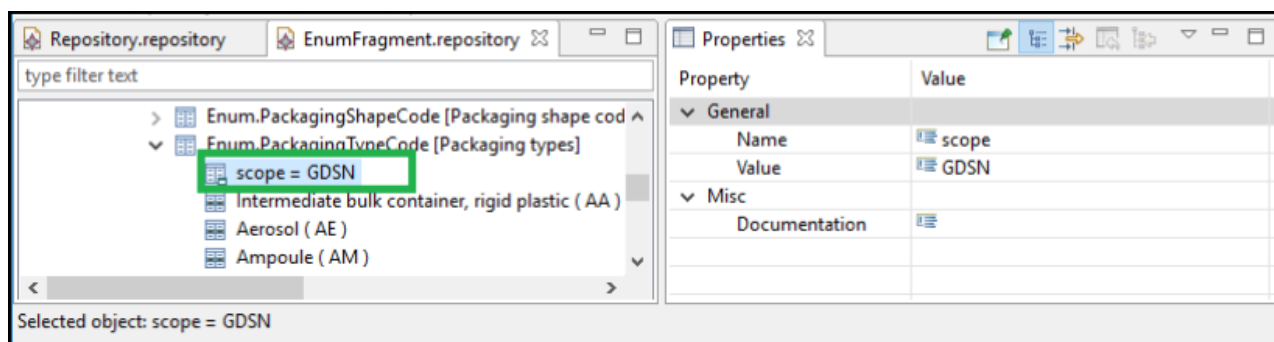 Repository.repository
EnumFragment.repository
type filter text
Enum.PackagingShapeCode [Packaging shape cod
Enum.PackagingTypeCode [Packaging types]
scope = GDSN
Intermediate bulk container, rigid plastic ( AA )
Aerosol ( AE )
Ampoule ( AM )
Selected object: scope = GDSN
Properties
Property Value
General
Name scope
Value GDSN
Misc
Documentation